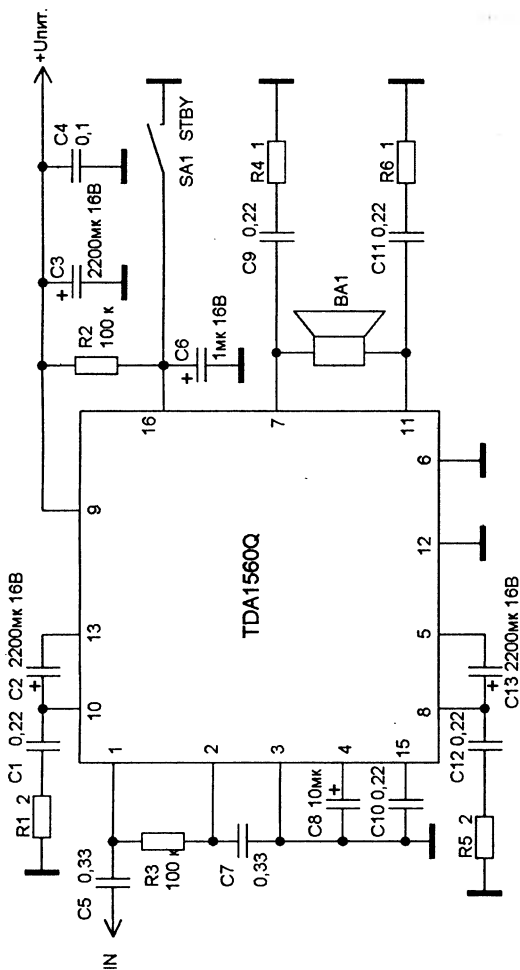 +Uпит.
C4
0,1
C3
2200мк 16В
+
R2
100 к
SA1 STBY
C6
1мк 16В
+
R4 1
C9 0,22
R6 1
C11 0,22
BA1
16
7
11
9
6
12
TDA1560Q
C2 2200мк 16В
+
13
10
5
8
C13 2200мк 16В
+
C1 0,22
R1 2
1
2
3
4
15
C12 0,22
R5 2
C8 10мк
+
C10 0,22
R3
100 к
C7
0,33
C5 0,33
IN